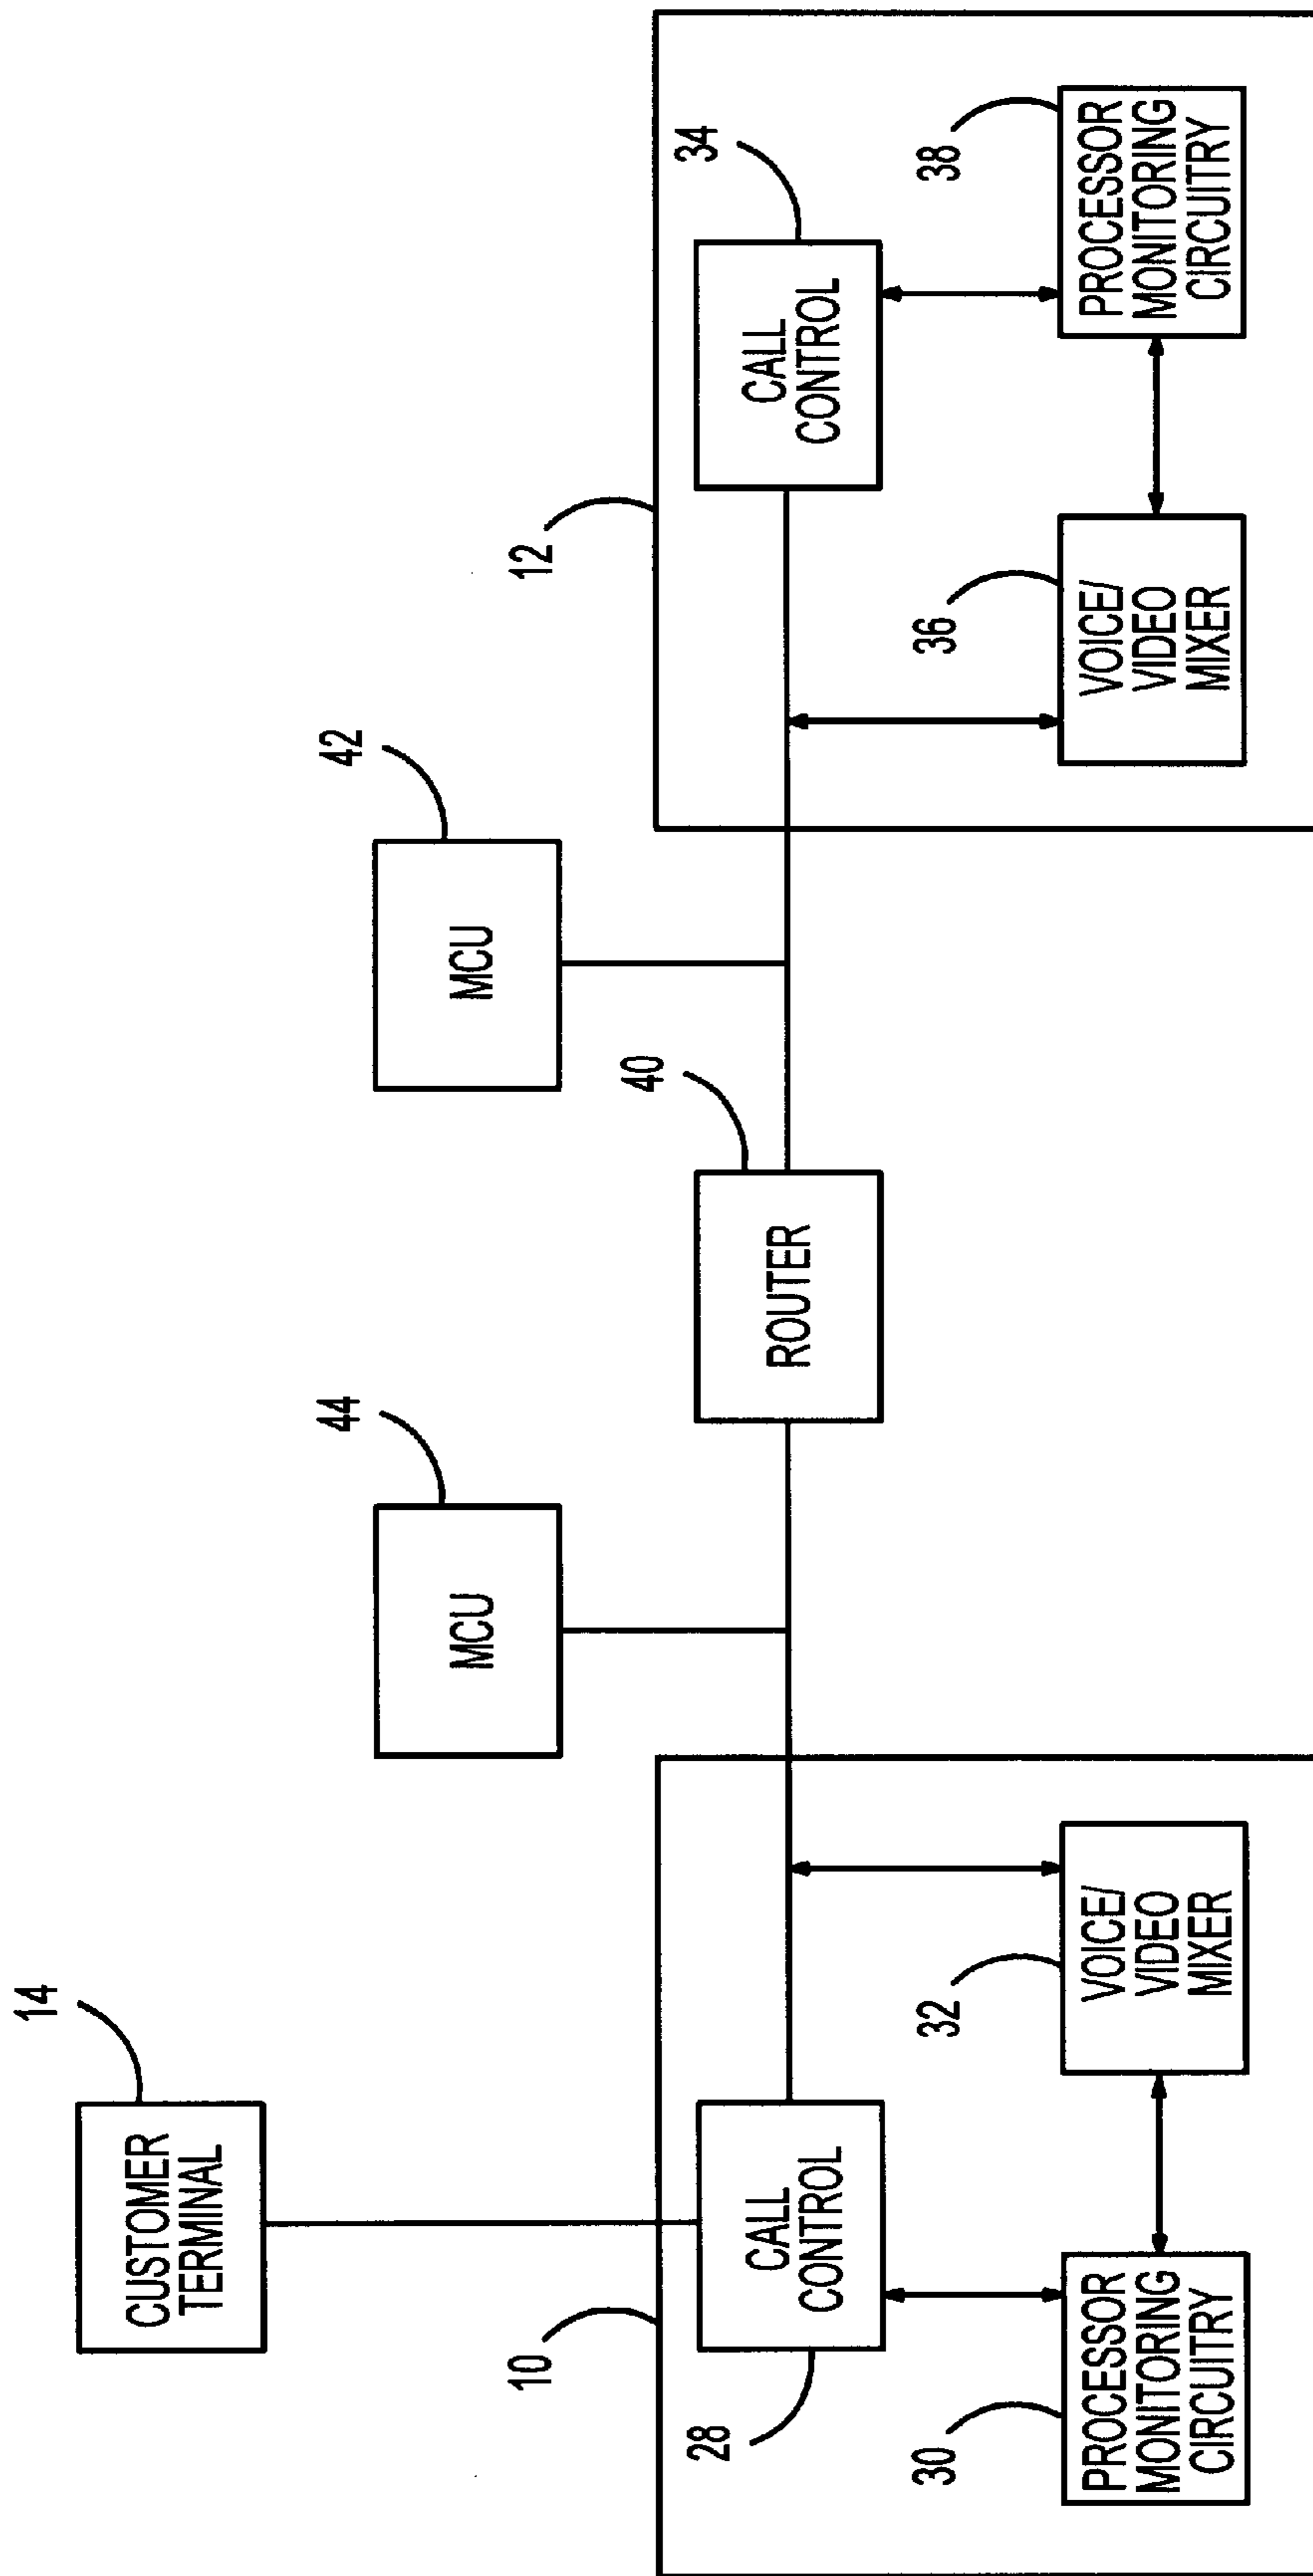 14
CUSTOMER
TERMINAL
44
MCU
42
MCU
10
28
CALL
CONTROL
30
PROCESSOR
MONITORING
CIRCUITRY
32
VOICE/
VIDEO
MIXER
40
ROUTER
12
34
CALL
CONTROL
36
VOICE/
VIDEO
MIXER
38
PROCESSOR
MONITORING
CIRCUITRY